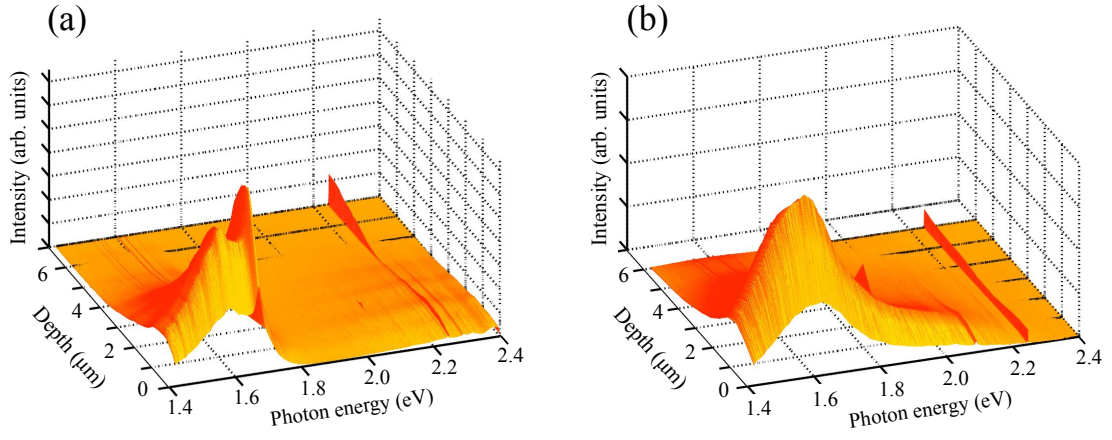 (a)
Intensity (arb. units)
6
4
2
0
Depth (μm)
1.4
1.6
1.8
2.0
2.2
2.4
Photon energy (eV)
(b)
Intensity (arb. units)
6
4
2
0
Depth (μm)
1.4
1.6
1.8
2.0
2.2
2.4
Photon energy (eV)